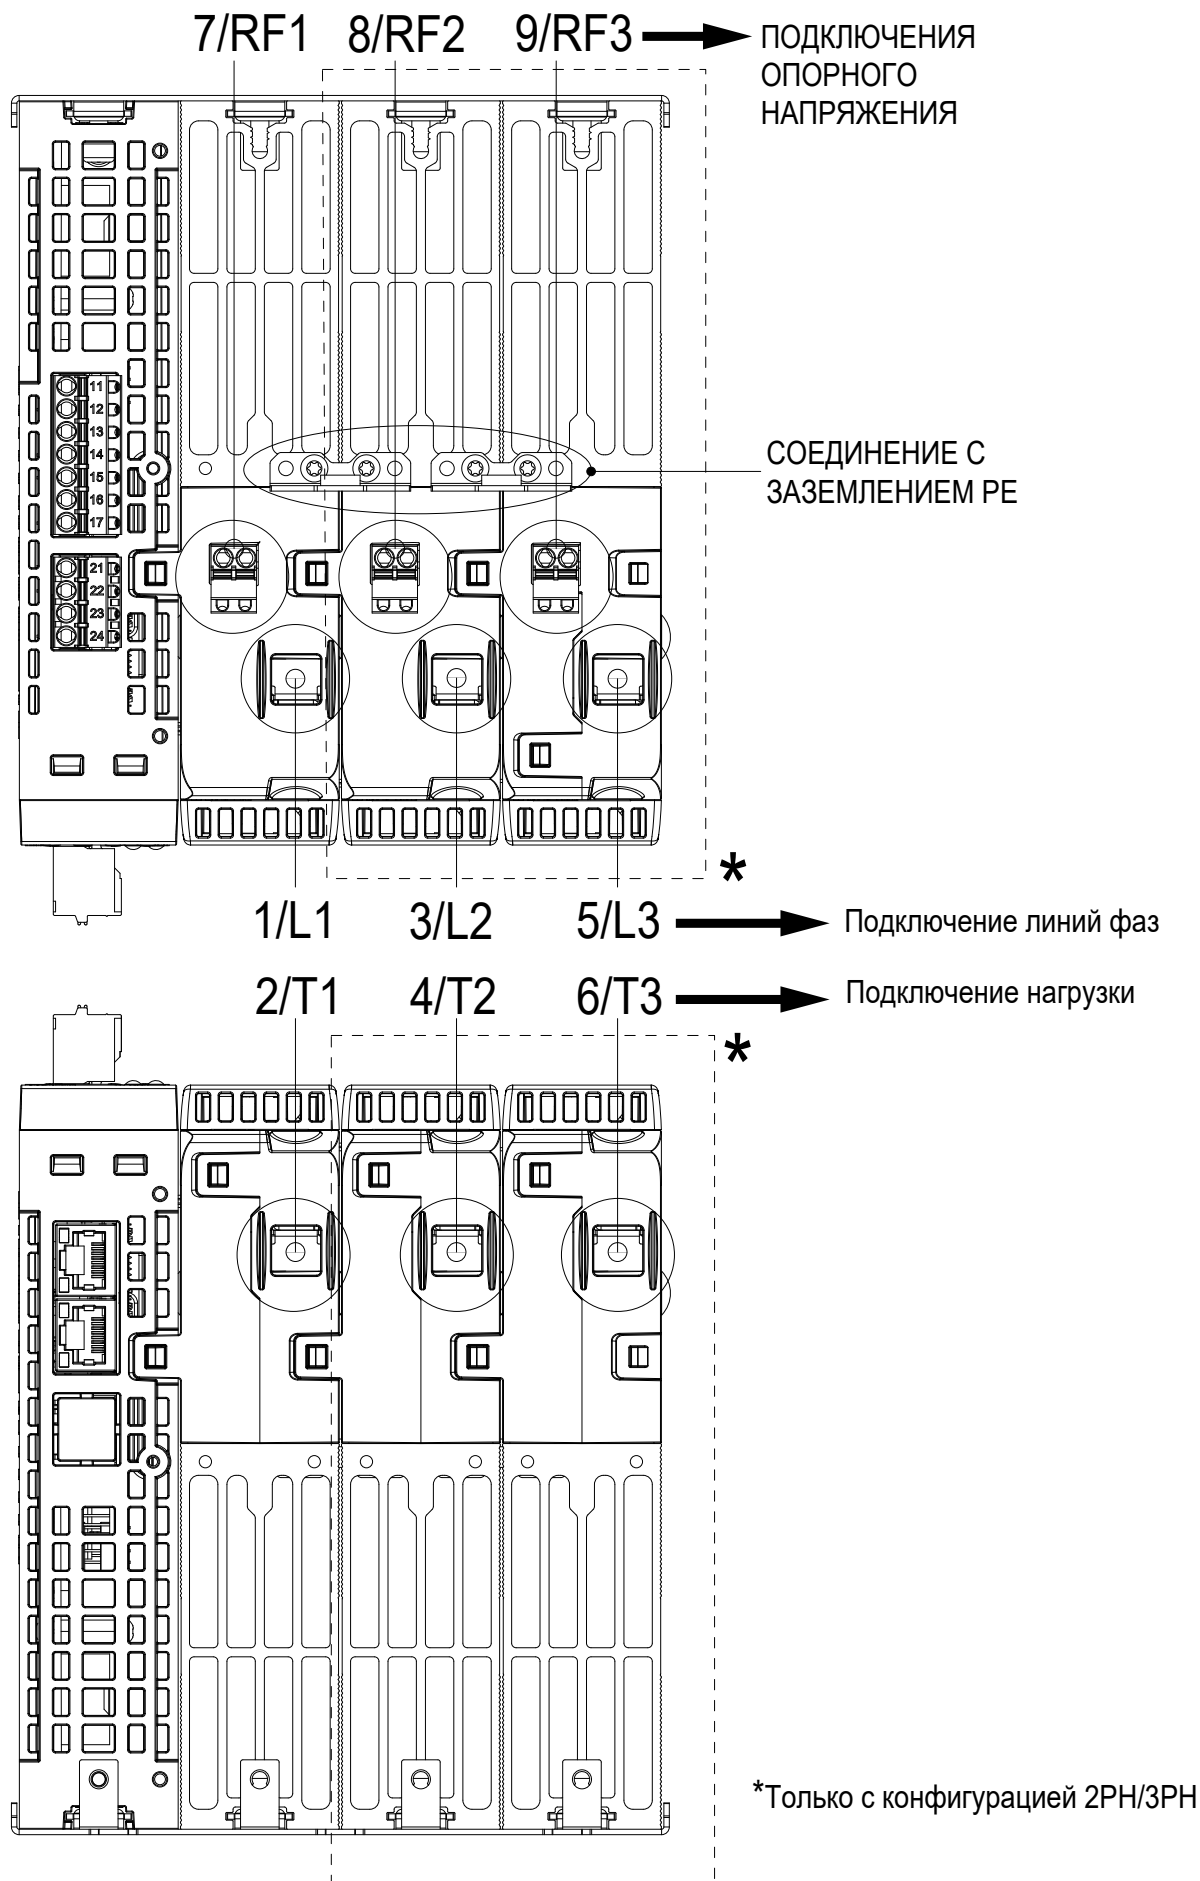 7/RF1 8/RF2 9/RF3
ПОДКЛЮЧЕНИЯ
ОПОРНОГО
НАПРЯЖЕНИЯ
11
12
13
14
15
16
17
СОЕДИНЕНИЕ С
ЗАЗЕМЛЕНИЕМ PE
21
22
23
24
*
1/L1 3/L2 5/L3 Подключение линий фаз
2/T1 4/T2 6/T3 Подключение нагрузки
*
*Только с конфигурацией 2PH/3PH